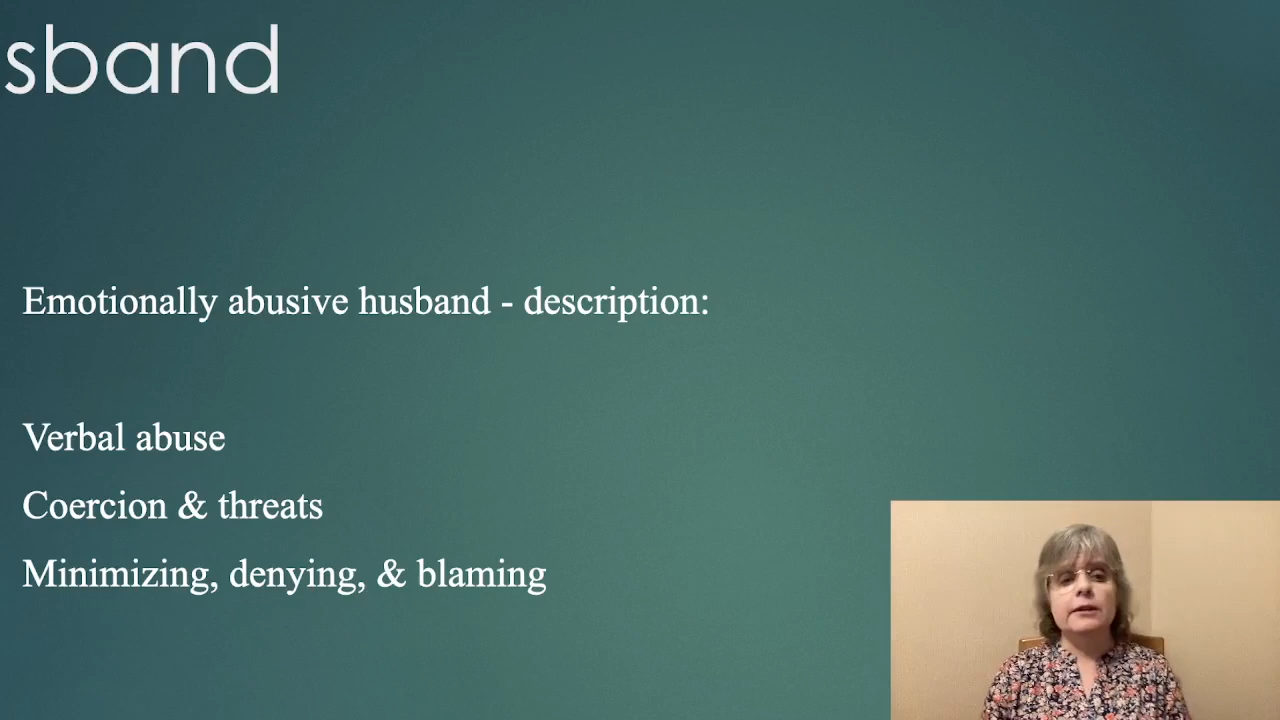 sband
Emotionally abusive husband - description:
Verbal abuse
Coercion & threats
Minimizing, denying, & blaming